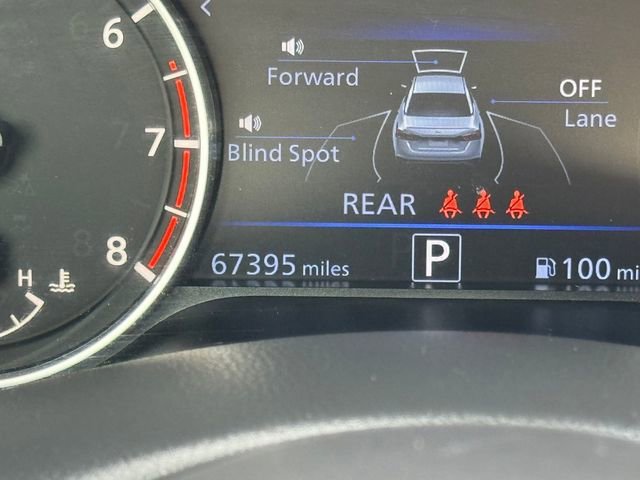 6
Forward
OFF
Lane
7
Blind Spot
REAR
8
67395 miles
P
100 mi
H